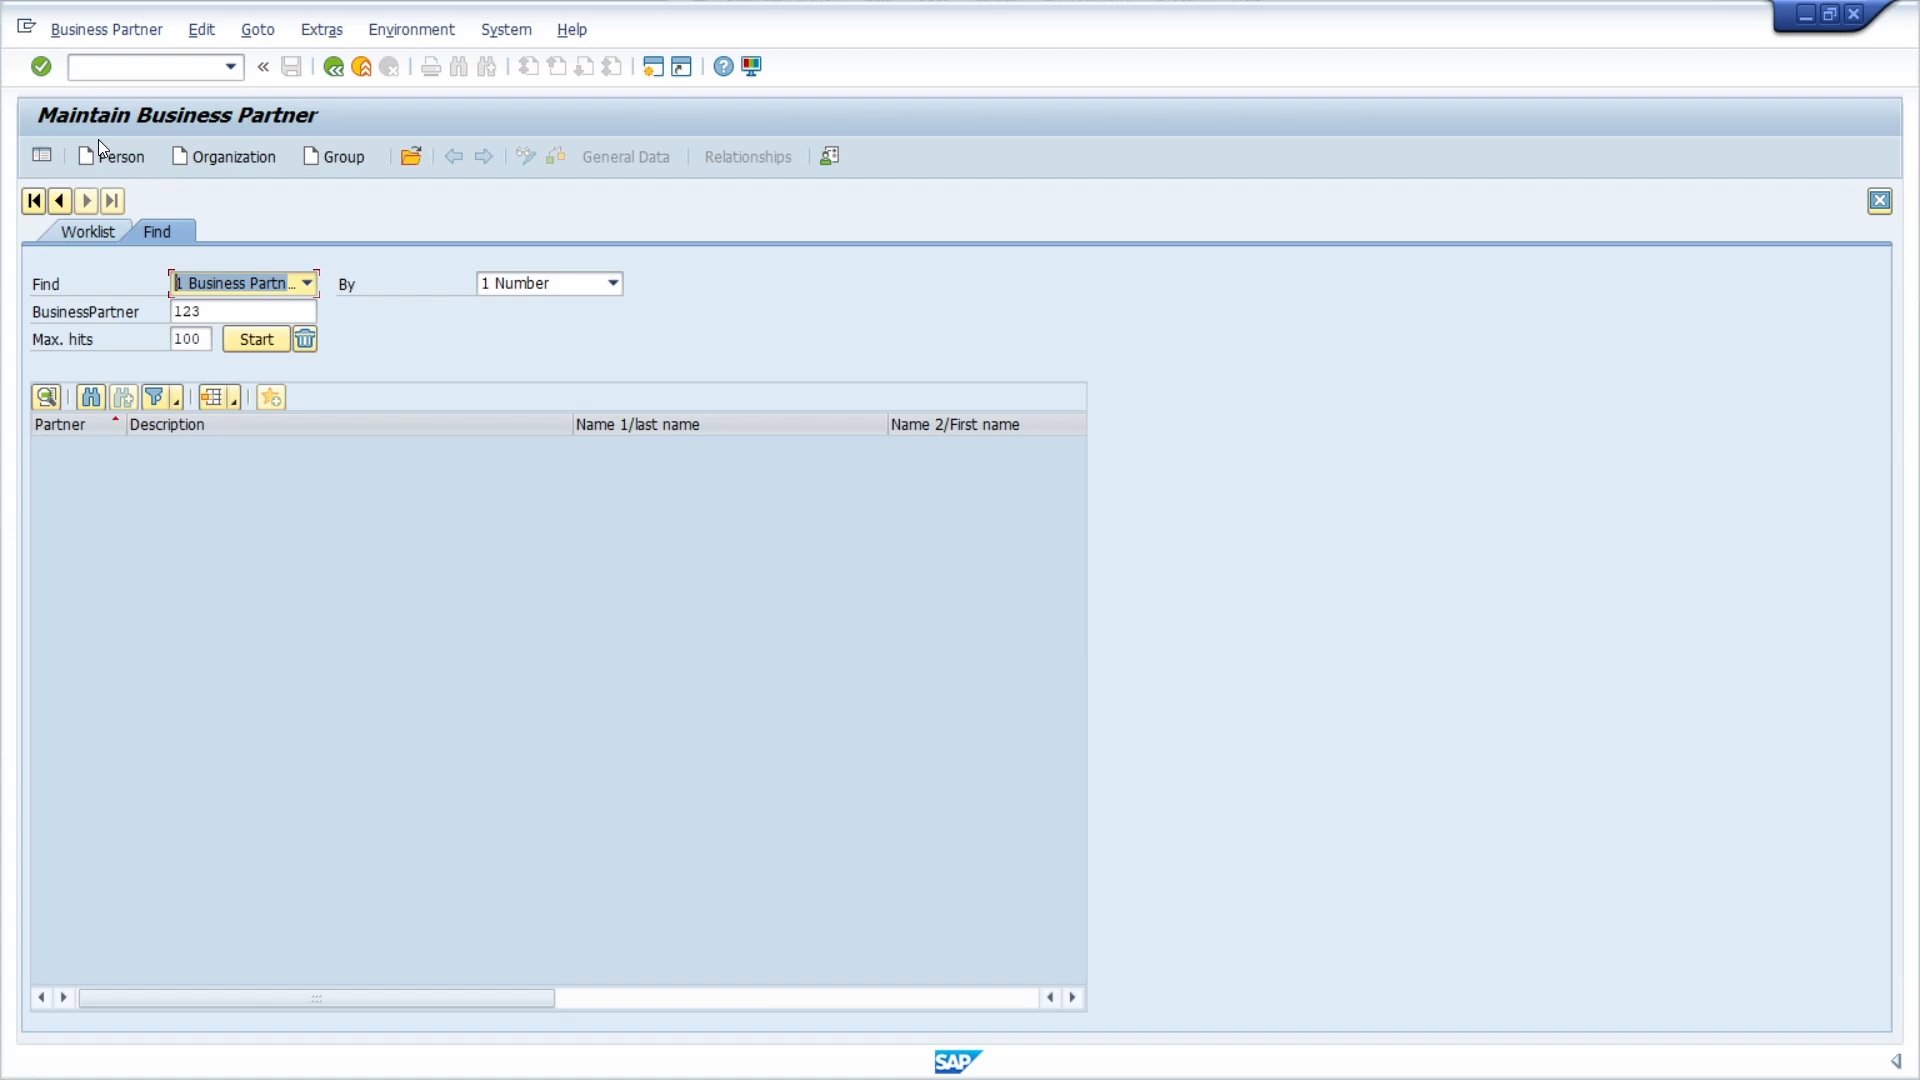 Business Partner Edit Goto Extras Environment System Help
Maintain Business Partner
Person Organization Group General Data Relationships
Worklist Find
Find 1 Business Partn... By 1 Number
BusinessPartner 123
Max. hits 100 Start
Partner Description Name 1/last name Name 2/First name
SAP